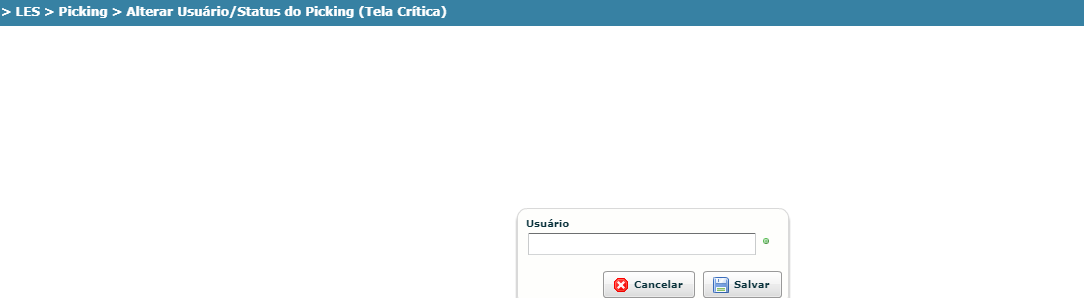 > LES > Picking > Alterar Usuário/Status do Picking (Tela Crítica)
Usuário
Cancelar Salvar